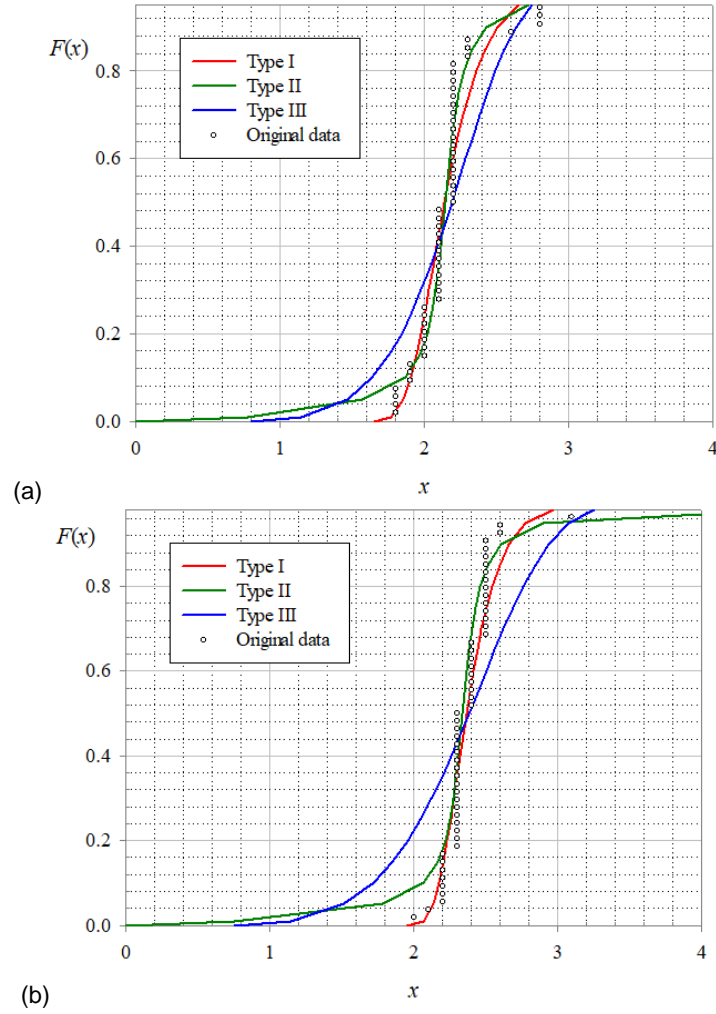 F(x)
0.8
0.6
0.4
0.2
0.0
Type I
Type II
Type III
Original data
0 1 2 3 4
x
(a)
F(x)
0.8
0.6
0.4
0.2
0.0
Type I
Type II
Type III
Original data
0 1 2 3 4
x
(b)